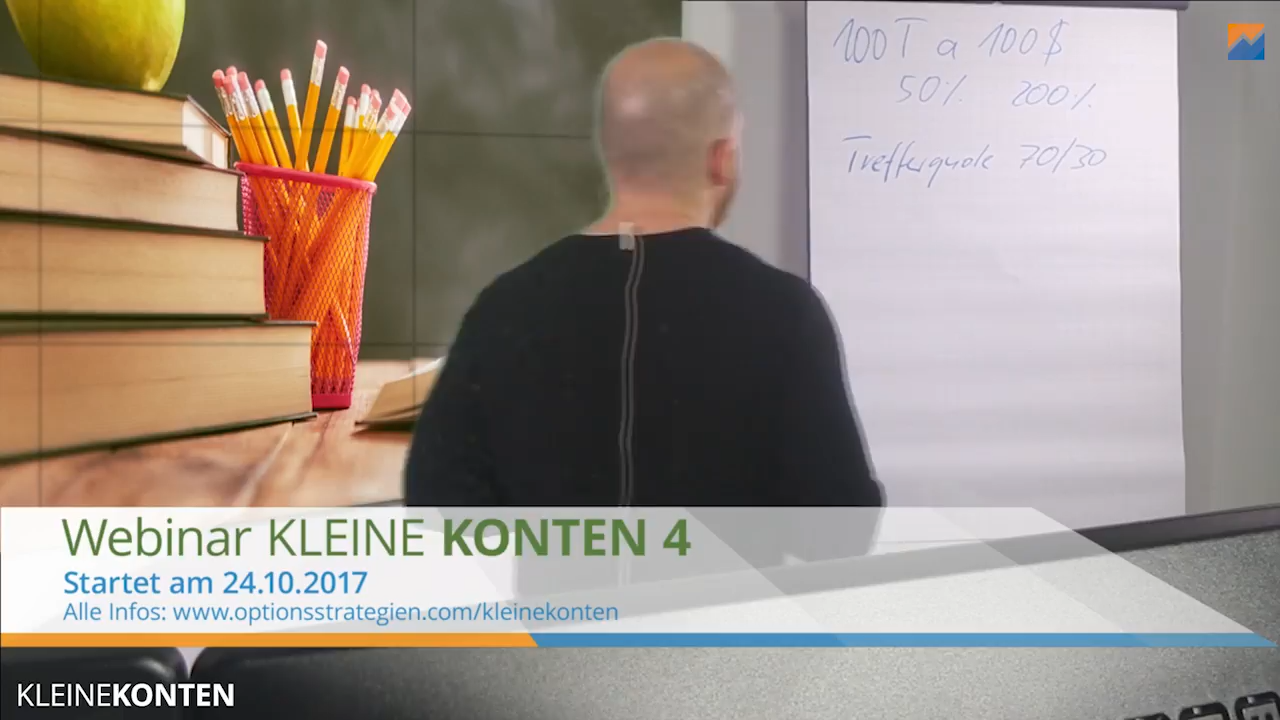 100 T a 100$
50% 200%
Trefferquote 70/30
Webinar KLEINE KONTEN 4
Startet am 24.10.2017
Alle Infos: www.optionsstrategien.com/kleinekonten
KLEINEKONTEN